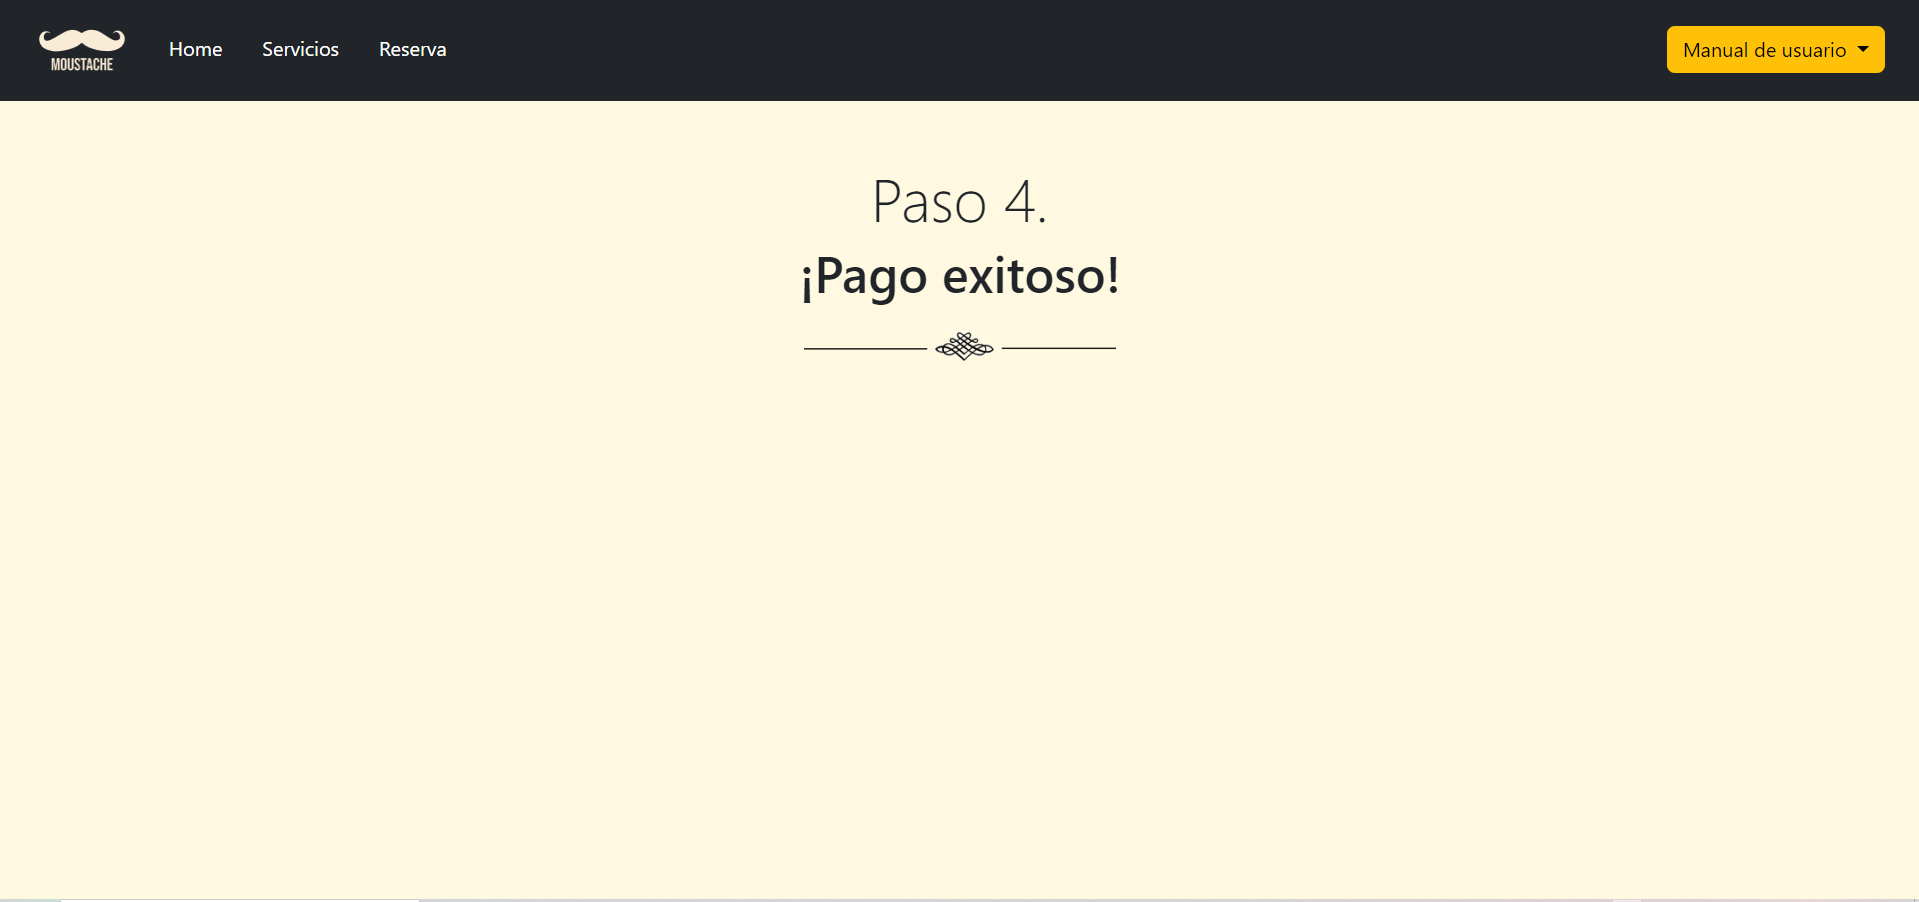 MOUSTACHE
Home Servicios Reserva
Manual de usuario
Paso 4.
¡Pago exitoso!